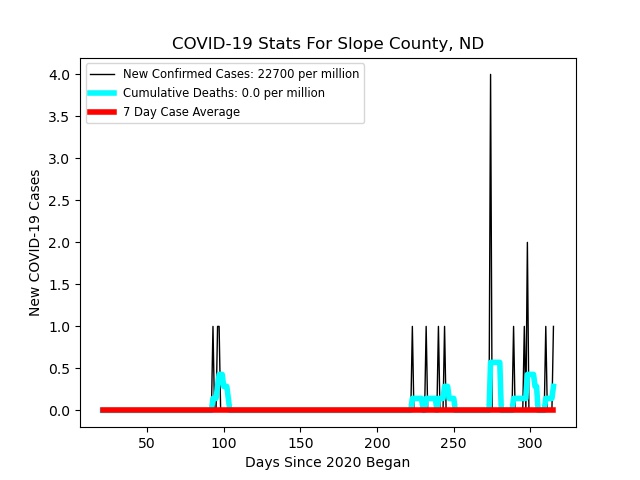 COVID-19 Stats For Slope County, ND
New Confirmed Cases: 22700 per million
Cumulative Deaths: 0.0 per million
7 Day Case Average
New COVID-19 Cases
4.0
3.5
3.0
2.5
2.0
1.5
1.0
0.5
0.0
50 100 150 200 250 300
Days Since 2020 Began